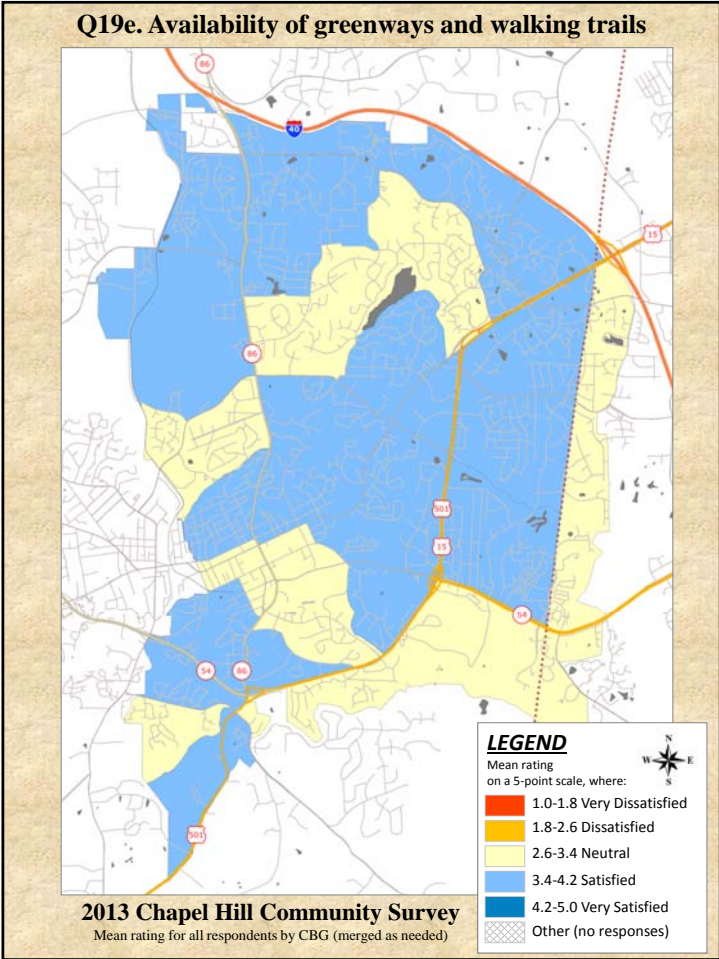 Q19e. Availability of greenways and walking trails
86
40
15
86
501
15
54
54
86
501
LEGEND
N
W E
S
Mean rating
on a 5-point scale, where:
1.0-1.8 Very Dissatisfied
1.8-2.6 Dissatisfied
2.6-3.4 Neutral
3.4-4.2 Satisfied
4.2-5.0 Very Satisfied
Other (no responses)
2013 Chapel Hill Community Survey
Mean rating for all respondents by CBG (merged as needed)